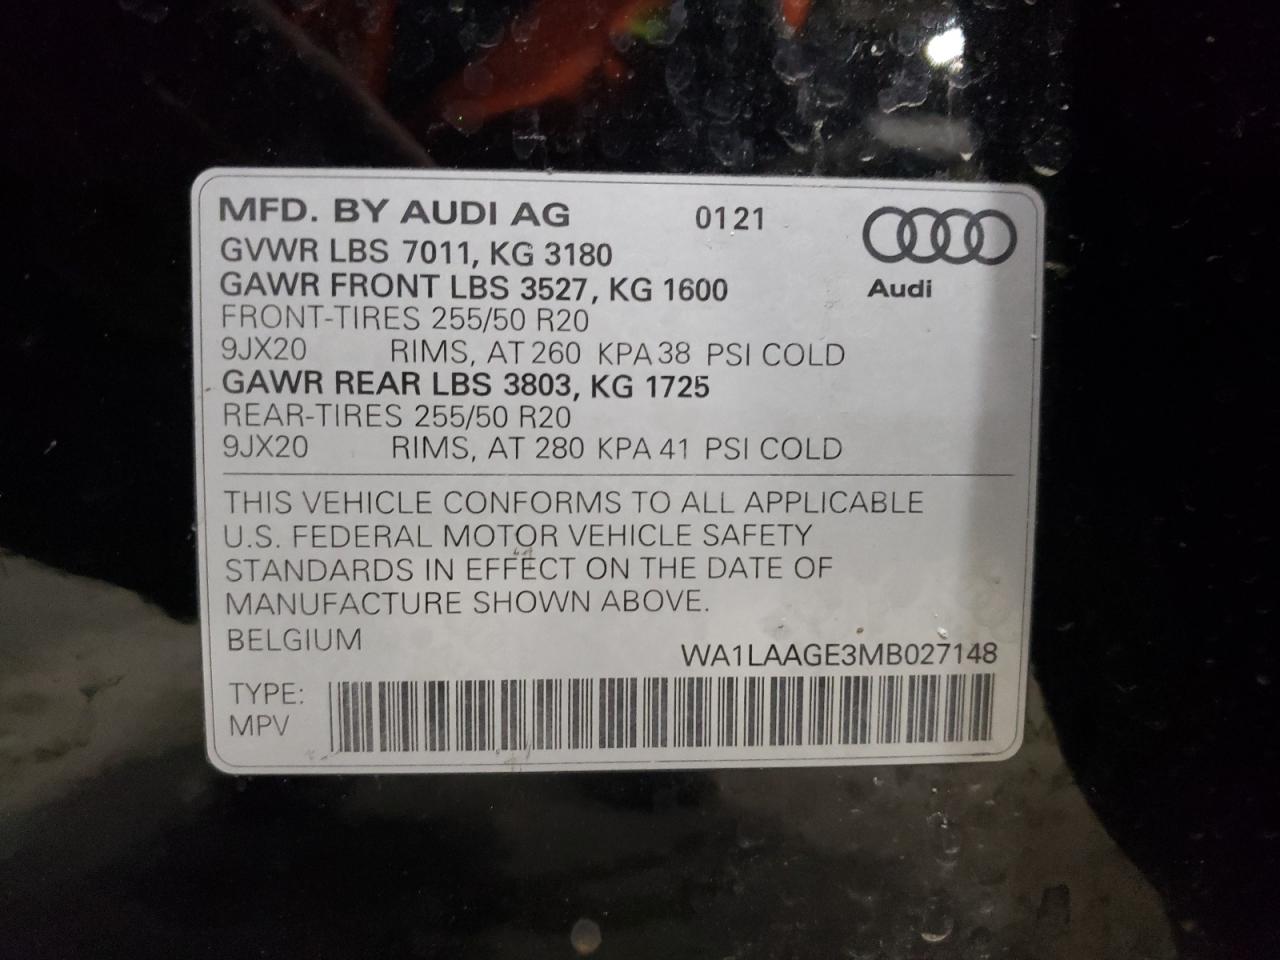 MFD. BY AUDI AG 0121
GVWR LBS 7011, KG 3180
GAWR FRONT LBS 3527, KG 1600
Audi
FRONT-TIRES 255/50 R20
9JX20 RIMS, AT 260 KPA 38 PSI COLD
GAWR REAR LBS 3803, KG 1725
REAR-TIRES 255/50 R20
9JX20 RIMS, AT 280 KPA 41 PSI COLD
THIS VEHICLE CONFORMS TO ALL APPLICABLE
U.S. FEDERAL MOTOR VEHICLE SAFETY
STANDARDS IN EFFECT ON THE DATE OF
MANUFACTURE SHOWN ABOVE.
BELGIUM
WA1LAAGE3MB027148
TYPE:
MPV